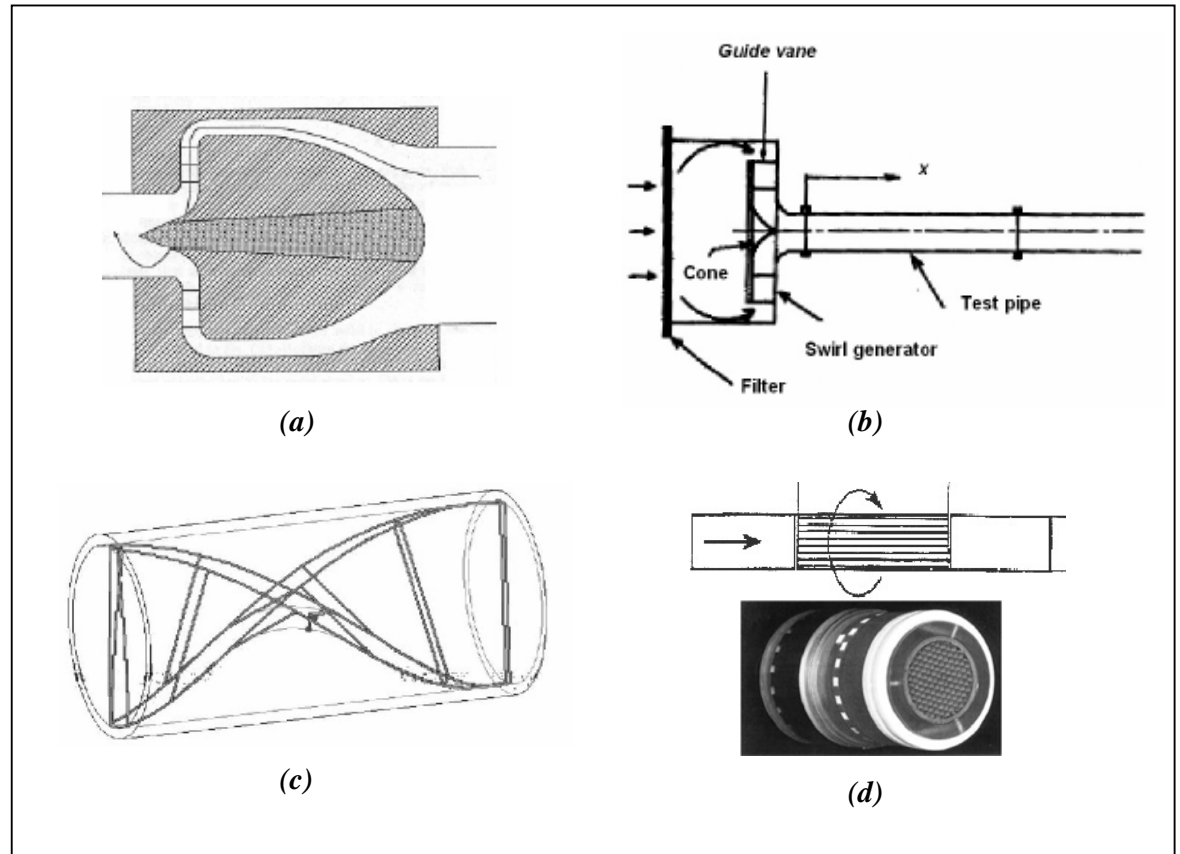 Guide vane
x
Cone
Test pipe
Swirl generator
Filter
(a)
(b)
(c)
(d)